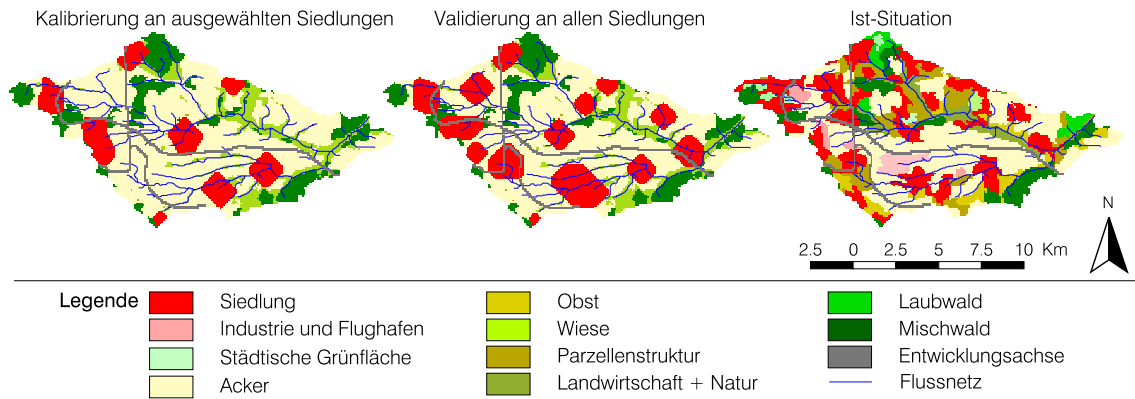 Kalibrierung an ausgewählten Siedlungen
Validierung an allen Siedlungen
Ist-Situation
N
2.5 0 2.5 5 7.5 10 Km
Legende
Siedlung
Industrie und Flughafen
Städtische Grünfläche
Acker
Obst
Wiese
Parzellenstruktur
Landwirtschaft + Natur
Laubwald
Mischwald
Entwicklungsachse
Flussnetz